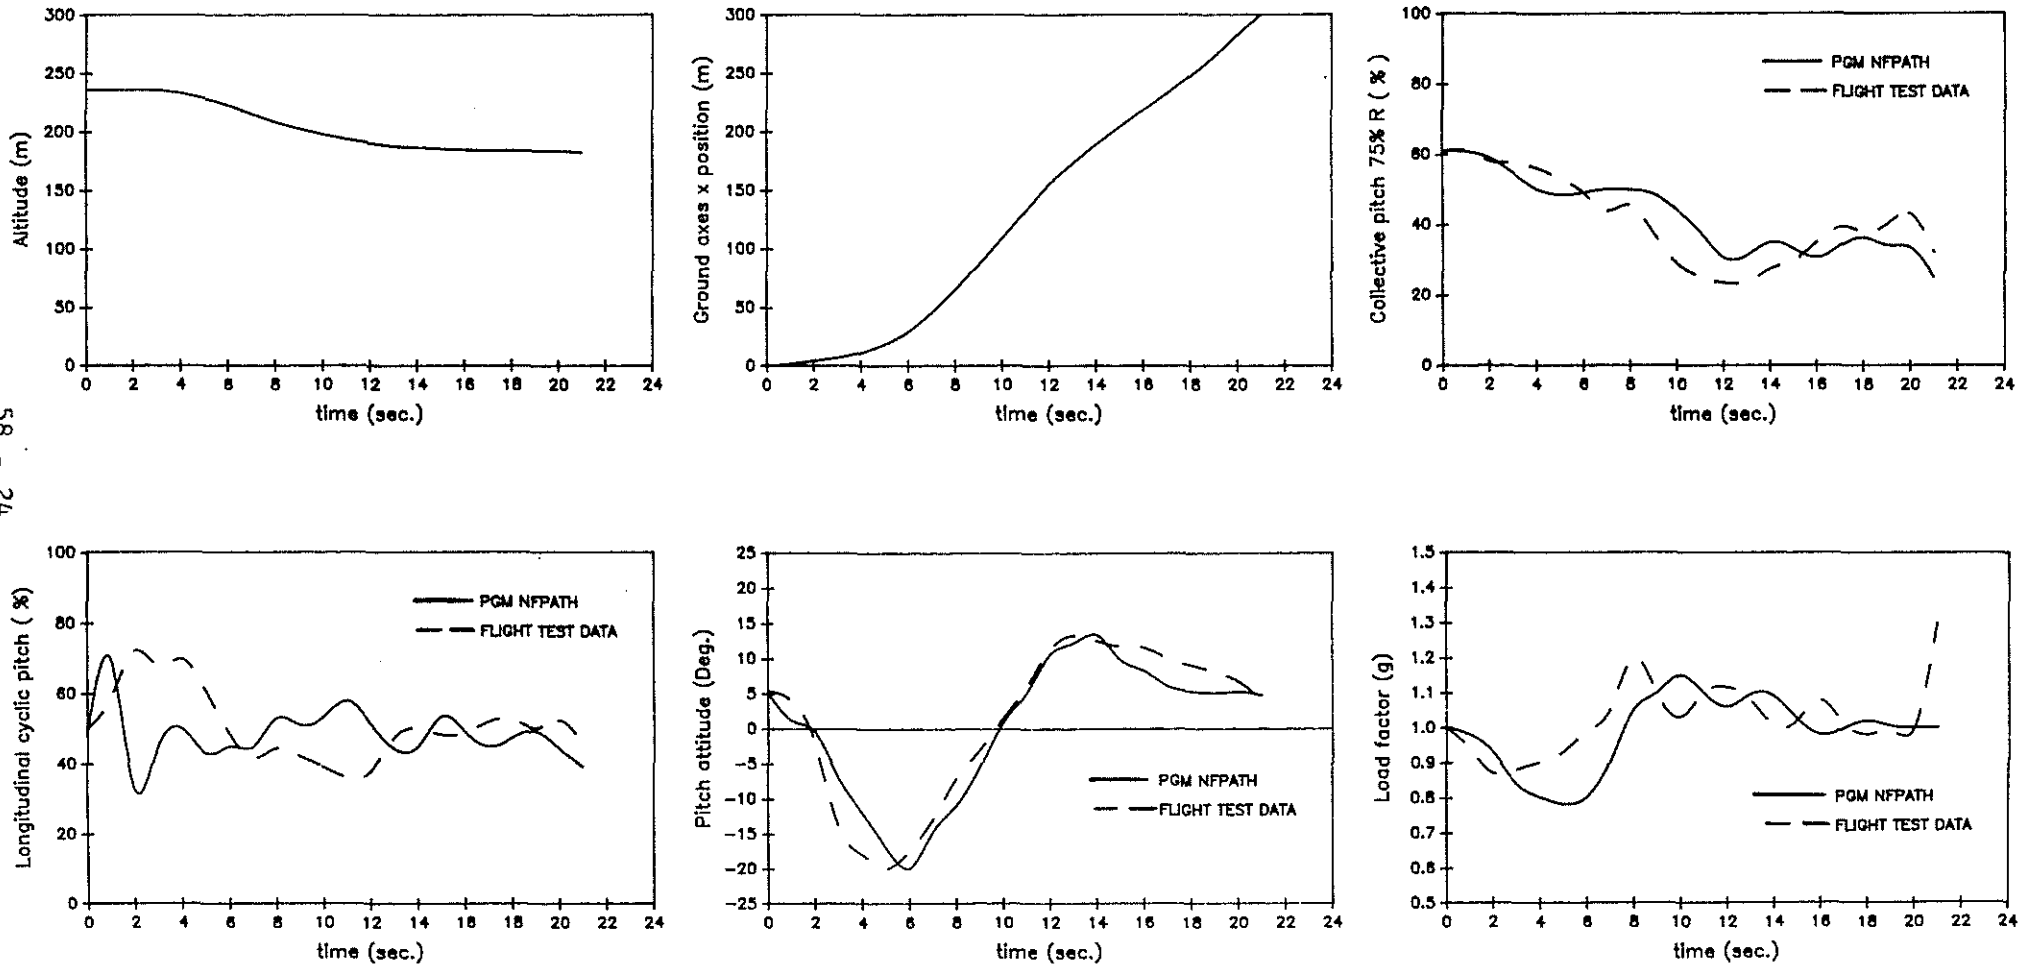 300
250
200
150
100
50
0
0 2 4 6 8 10 12 14 16 18 20 22 24
Altitude (m)
time (sec.)
300
250
200
150
100
50
0
0 2 4 6 8 10 12 14 16 18 20 22 24
Ground axes x position (m)
time (sec.)
100
80
60
40
20
0
0 2 4 6 8 10 12 14 16 18 20 22 24
Collective pitch 75% R ( % )
time (sec.)
PGM NFPATH
FLIGHT TEST DATA
58 - 24
100
80
60
40
20
0
0 2 4 6 8 10 12 14 16 18 20 22 24
Longitudinal cyclic pitch ( %)
time (sec.)
PGM NFPATH
FLIGHT TEST DATA
25
20
15
10
5
0
-5
-10
-15
-20
-25
0 2 4 6 8 10 12 14 16 18 20 22 24
Pitch attitude (Deg.)
time (sec.)
PGM NFPATH
FLIGHT TEST DATA
1.5
1.4
1.3
1.2
1.1
1.0
0.9
0.8
0.7
0.6
0.5
0 2 4 6 8 10 12 14 16 18 20 22 24
Load factor (g)
time (sec.)
PGM NFPATH
FLIGHT TEST DATA